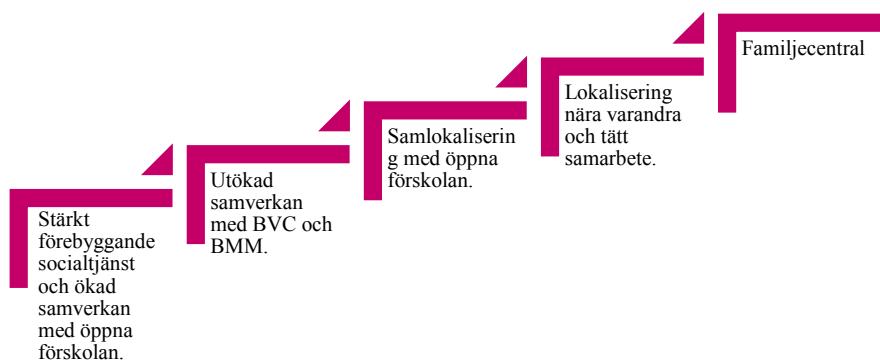 Stärkt
förebyggande
socialtjänst
och ökad
samverkan
med öppna
förskolan.
Utökad
samverkan
med BVC och
BMM.
Samlokaliserin
g med öppna
förskolan.
Lokalisering
nära varandra
och tätt
samarbete.
Familjecentral